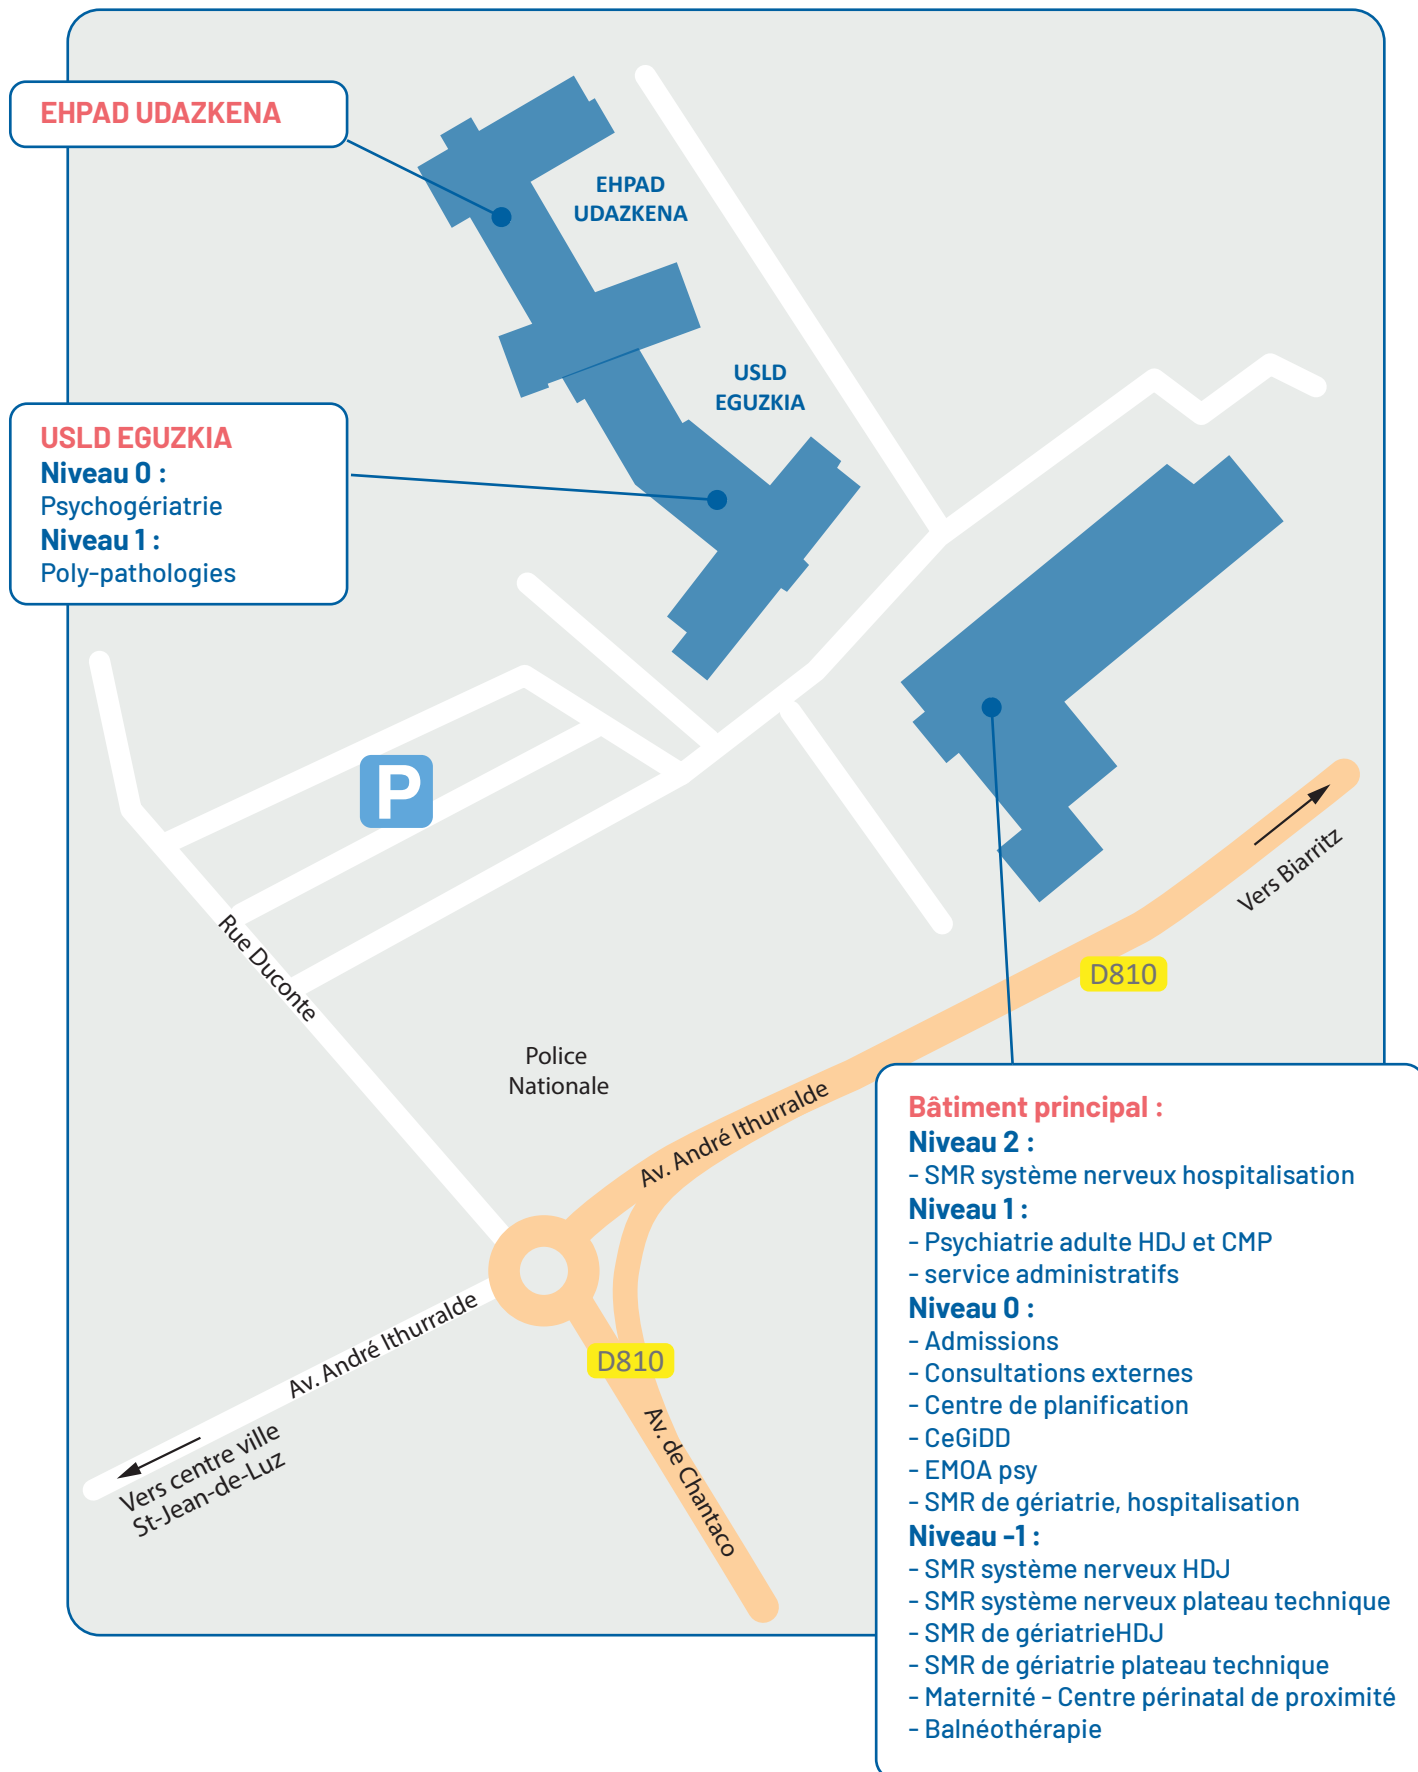 EHPAD UDAZKENA
EHPAD
UDAZKENA
USLD
EGUZKIA
USLD EGUZKIA
Niveau 0 :
Psychogériatrie
Niveau 1 :
Poly-pathologies
P
Rue Duconte
Vers Biarritz
D810
Police
Nationale
Av. André Ithurralde
Av. André Ithurralde
D810
Vers centre ville
St-Jean-de-Luz
Av. de Chantaco
Bâtiment principal :
Niveau 2 :
- SMR système nerveux hospitalisation
Niveau 1 :
- Psychiatrie adulte HDJ et CMP
- service administratifs
Niveau 0 :
- Admissions
- Consultations externes
- Centre de planification
- CeGiDD
- EMOA psy
- SMR de gériatrie, hospitalisation
Niveau -1 :
- SMR système nerveux HDJ
- SMR système nerveux plateau technique
- SMR de gériatrieHDJ
- SMR de gériatrie plateau technique
- Maternité - Centre périnatal de proximité
- Balnéothérapie